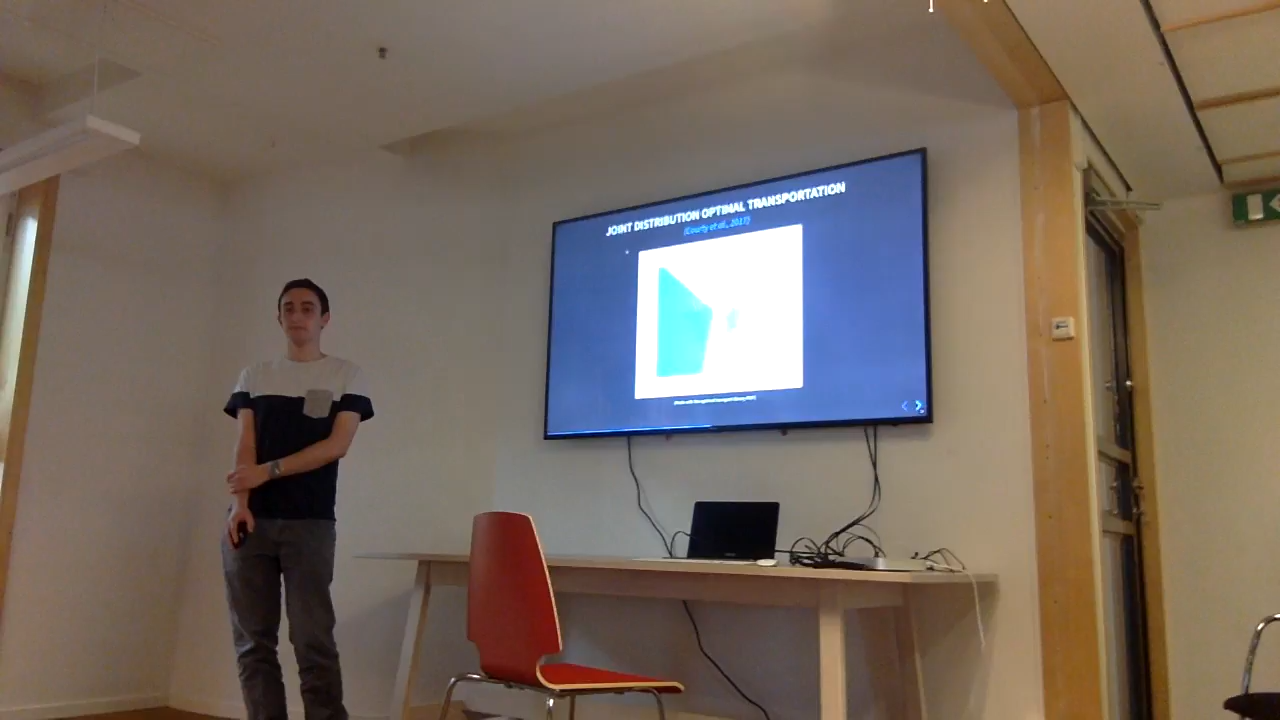 JOINT DISTRIBUTION OPTIMAL TRANSPORTATION
(Courty et al., 2017)